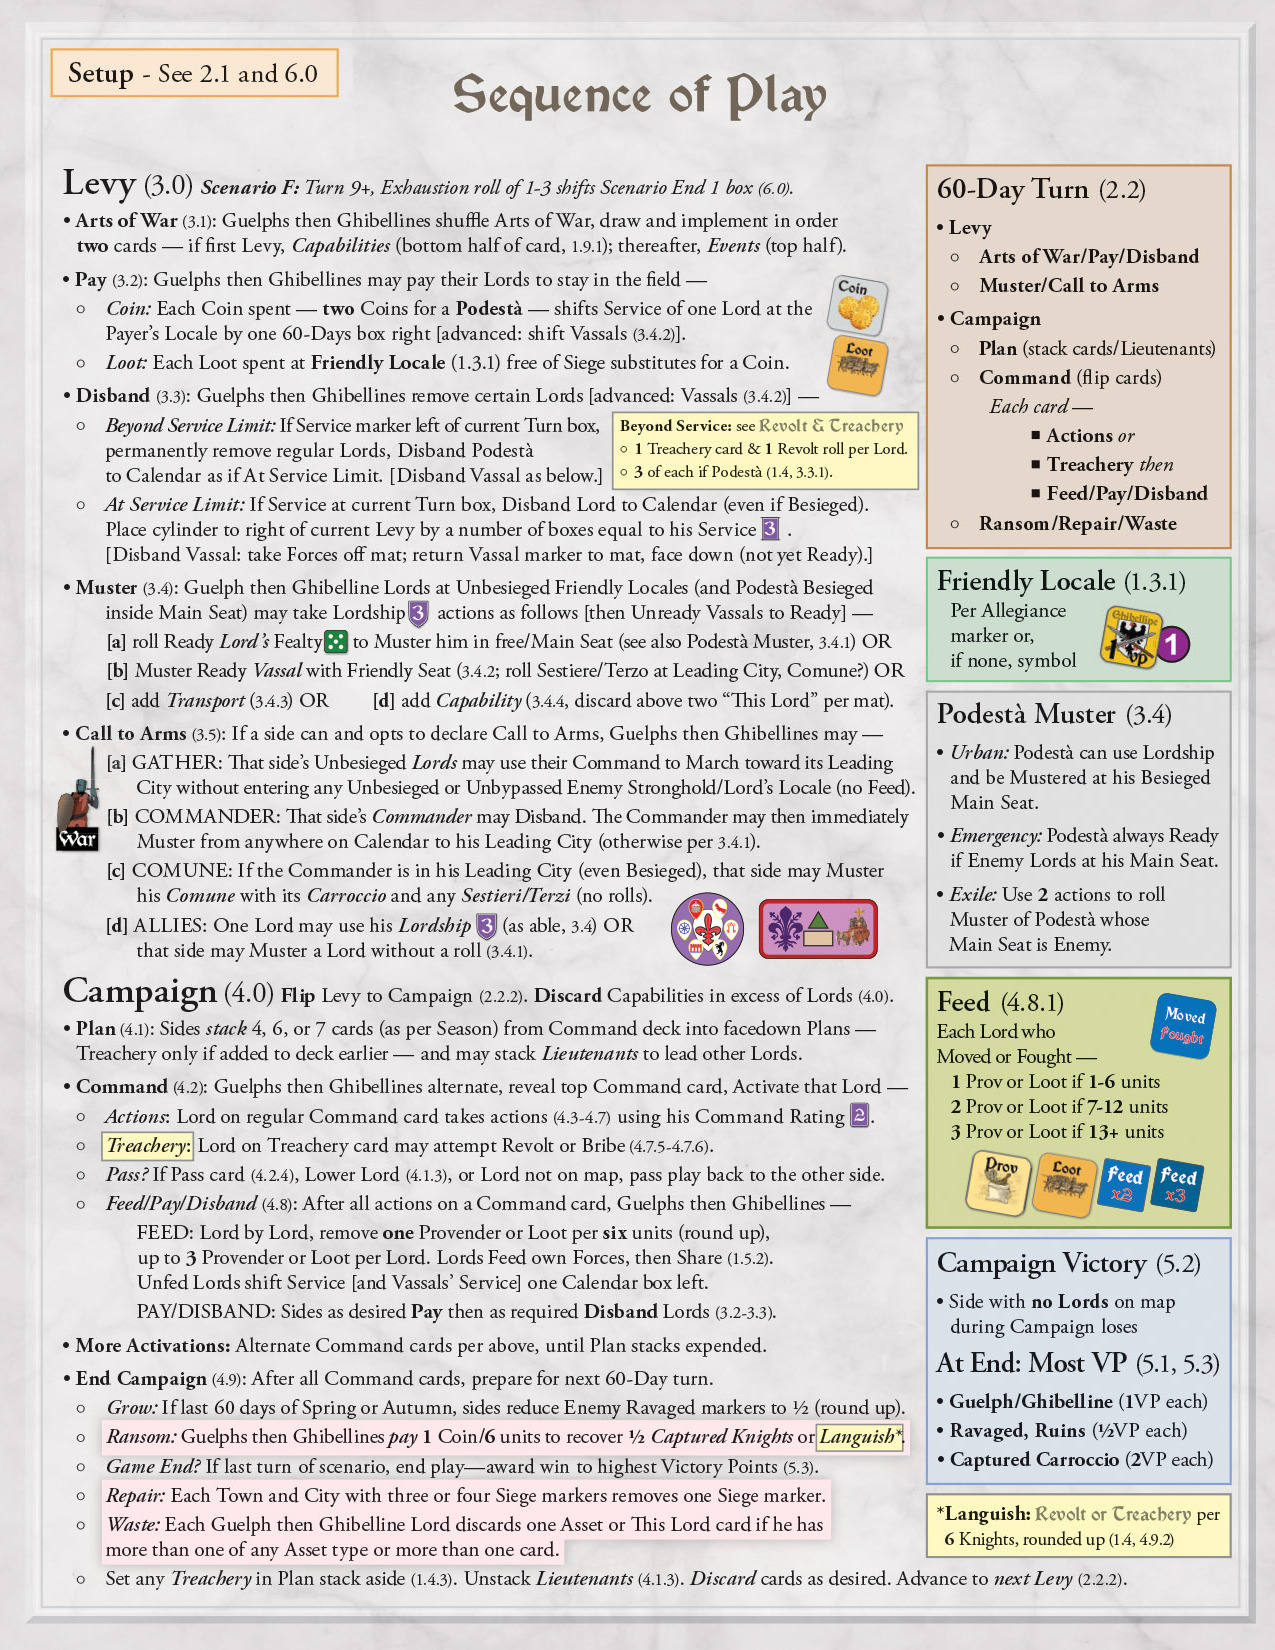 Setup - See 2.1 and 6.0
Sequence of Play
Levy (3.0) Scenario F: Turn 9+, Exhaustion roll of 1-3 shifts Scenario End 1 box (6.0).
• Arts of War (3.1): Guelphs then Ghibellines shuffle Arts of War, draw and implement in order
two cards — if first Levy, Capabilities (bottom half of card, 1.9.1); thereafter, Events (top half).
• Pay (3.2): Guelphs then Ghibellines may pay their Lords to stay in the field —
○ Coin: Each Coin spent — two Coins for a Podestà — shifts Service of one Lord at the
Payer's Locale by one 60-Days box right [advanced: shift Vassals (3.4.2)].
○ Loot: Each Loot spent at Friendly Locale (1.3.1) free of Siege substitutes for a Coin.
Coin
Loot
• Disband (3.3): Guelphs then Ghibellines remove certain Lords [advanced: Vassals (3.4.2)] —
○ Beyond Service Limit: If Service marker left of current Turn box,
permanently remove regular Lords, Disband Podestà
to Calendar as if At Service Limit. [Disband Vassal as below.]
Beyond Service: see Revolt & Treachery
○ 1 Treachery card & 1 Revolt roll per Lord.
○ 3 of each if Podestà (1.4, 3.3.1).
○ At Service Limit: If Service at current Turn box, Disband Lord to Calendar (even if Besieged).
Place cylinder to right of current Levy by a number of boxes equal to his Service 3 .
[Disband Vassal: take Forces off mat; return Vassal marker to mat, face down (not yet Ready).]
• Muster (3.4): Guelph then Ghibelline Lords at Unbesieged Friendly Locales (and Podestà Besieged
inside Main Seat) may take Lordship 3 actions as follows [then Unready Vassals to Ready] —
[a] roll Ready Lord's Fealty to Muster him in free/Main Seat (see also Podestà Muster, 3.4.1) OR
[b] Muster Ready Vassal with Friendly Seat (3.4.2; roll Sestiere/Terzo at Leading City, Comune?) OR
[c] add Transport (3.4.3) OR [d] add Capability (3.4.4, discard above two "This Lord" per mat).
• Call to Arms (3.5): If a side can and opts to declare Call to Arms, Guelphs then Ghibellines may —
[a] GATHER: That side's Unbesieged Lords may use their Command to March toward its Leading
City without entering any Unbesieged or Unbypassed Enemy Stronghold/Lord's Locale (no Feed).
[b] COMMANDER: That side's Commander may Disband. The Commander may then immediately
Muster from anywhere on Calendar to his Leading City (otherwise per 3.4.1).
War
[c] COMUNE: If the Commander is in his Leading City (even Besieged), that side may Muster
his Comune with its Carroccio and any Sestieri/Terzi (no rolls).
[d] ALLIES: One Lord may use his Lordship 3 (as able, 3.4) OR
that side may Muster a Lord without a roll (3.4.1).
Campaign (4.0) Flip Levy to Campaign (2.2.2). Discard Capabilities in excess of Lords (4.0).
• Plan (4.1): Sides stack 4, 6, or 7 cards (as per Season) from Command deck into facedown Plans —
Treachery only if added to deck earlier — and may stack Lieutenants to lead other Lords.
• Command (4.2): Guelphs then Ghibellines alternate, reveal top Command card, Activate that Lord —
○ Actions: Lord on regular Command card takes actions (4.3-4.7) using his Command Rating 2 .
○ Treachery: Lord on Treachery card may attempt Revolt or Bribe (4.7.5-4.7.6).
○ Pass? If Pass card (4.2.4), Lower Lord (4.1.3), or Lord not on map, pass play back to the other side.
○ Feed/Pay/Disband (4.8): After all actions on a Command card, Guelphs then Ghibellines —
FEED: Lord by Lord, remove one Provender or Loot per six units (round up),
up to 3 Provender or Loot per Lord. Lords Feed own Forces, then Share (1.5.2).
Unfed Lords shift Service [and Vassals' Service] one Calendar box left.
PAY/DISBAND: Sides as desired Pay then as required Disband Lords (3.2-3.3).
• More Activations: Alternate Command cards per above, until Plan stacks expended.
• End Campaign (4.9): After all Command cards, prepare for next 60-Day turn.
○ Grow: If last 60 days of Spring or Autumn, sides reduce Enemy Ravaged markers to ½ (round up).
○ Ransom: Guelphs then Ghibellines pay 1 Coin/6 units to recover ½ Captured Knights or Languish*.
○ Game End? If last turn of scenario, end play—award win to highest Victory Points (5.3).
○ Repair: Each Town and City with three or four Siege markers removes one Siege marker.
○ Waste: Each Guelph then Ghibelline Lord discards one Asset or This Lord card if he has
more than one of any Asset type or more than one card.
○ Set any Treachery in Plan stack aside (1.4.3). Unstack Lieutenants (4.1.3). Discard cards as desired. Advance to next Levy (2.2.2).
60-Day Turn (2.2)
• Levy
○ Arts of War/Pay/Disband
○ Muster/Call to Arms
• Campaign
○ Plan (stack cards/Lieutenants)
○ Command (flip cards)
Each card —
■ Actions or
■ Treachery then
■ Feed/Pay/Disband
○ Ransom/Repair/Waste
Friendly Locale (1.3.1)
Per Allegiance
marker or,
if none, symbol
Ghibelline
1 VP
1
Podestà Muster (3.4)
• Urban: Podestà can use Lordship
and be Mustered at his Besieged
Main Seat.
• Emergency: Podestà always Ready
if Enemy Lords at his Main Seat.
• Exile: Use 2 actions to roll
Muster of Podestà whose
Main Seat is Enemy.
Feed (4.8.1)
Each Lord who
Moved or Fought —
Moved
Fought
1 Prov or Loot if 1-6 units
2 Prov or Loot if 7-12 units
3 Prov or Loot if 13+ units
Prov
Loot
Feed x2
Feed x3
Campaign Victory (5.2)
• Side with no Lords on map
during Campaign loses
At End: Most VP (5.1, 5.3)
• Guelph/Ghibelline (1VP each)
• Ravaged, Ruins (½VP each)
• Captured Carroccio (2VP each)
*Languish: Revolt or Treachery per
6 Knights, rounded up (1.4, 4.9.2)